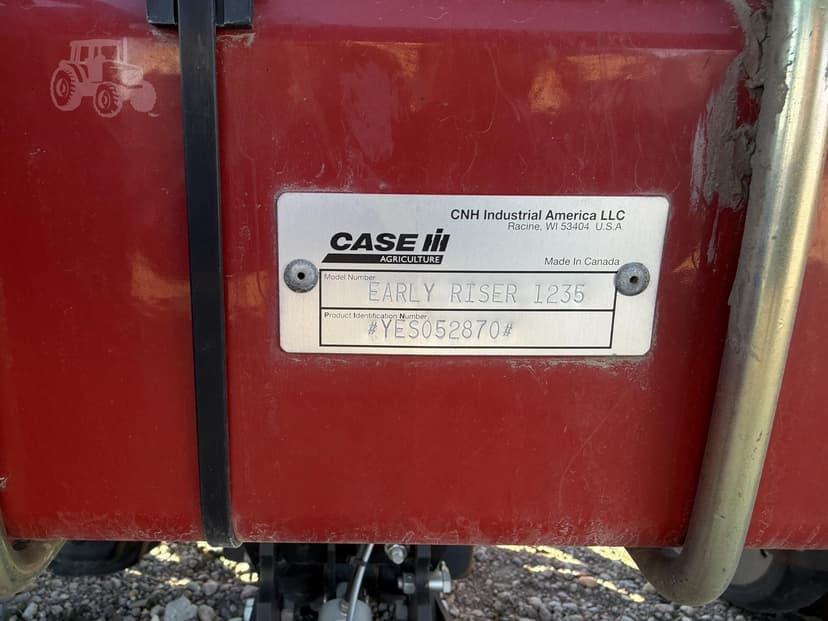 CNH Industrial America LLC
Racine, WI 53404 U.S.A
CASE IH
AGRICULTURE
Made in Canada
Model Number
EARLY RISER 1235
Product Identification Number
#YES052870#